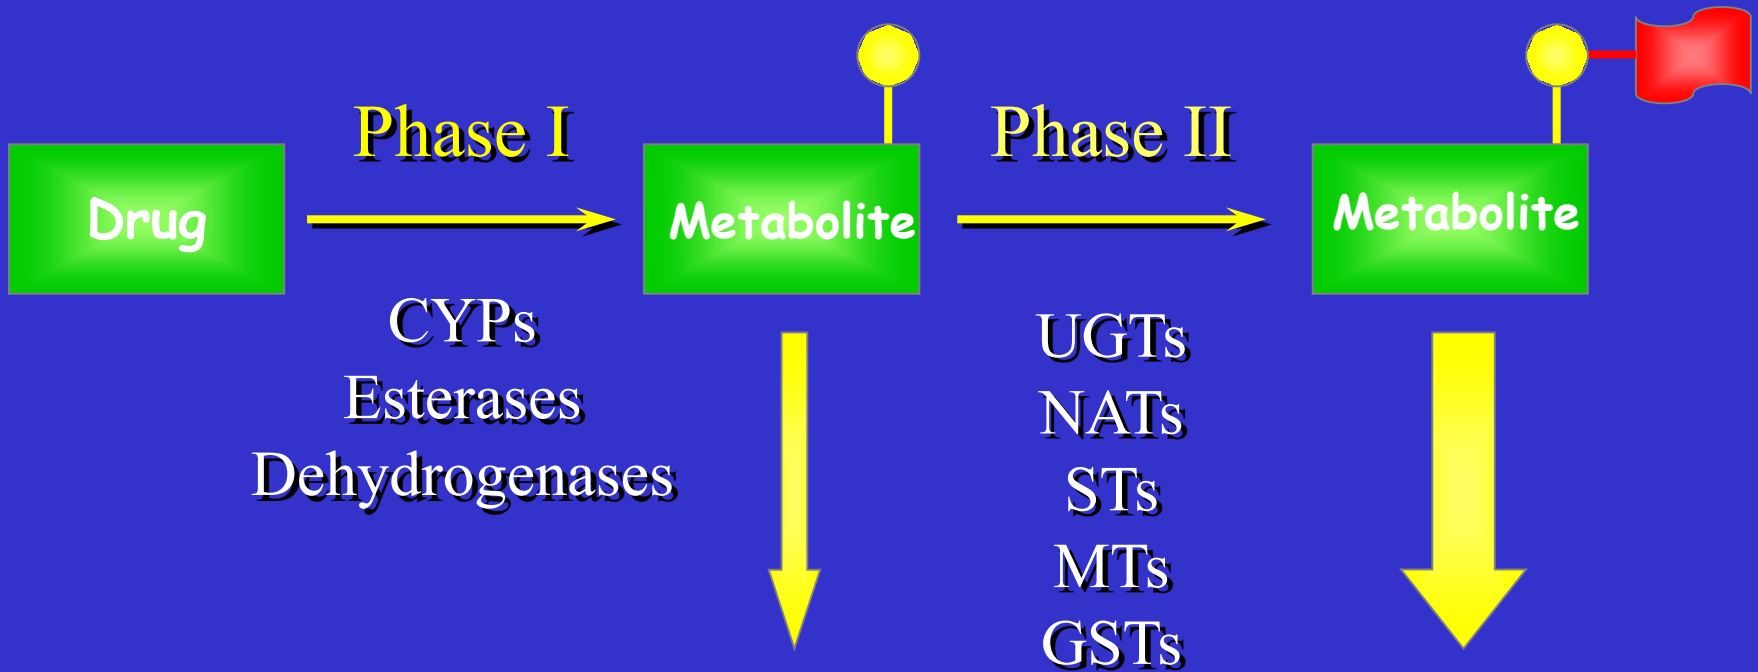 Phase I
Phase II
Drug
Metabolite
Metabolite
CYPs
Esterases
Dehydrogenases
UGTs
NATs
STs
MTs
GSTs